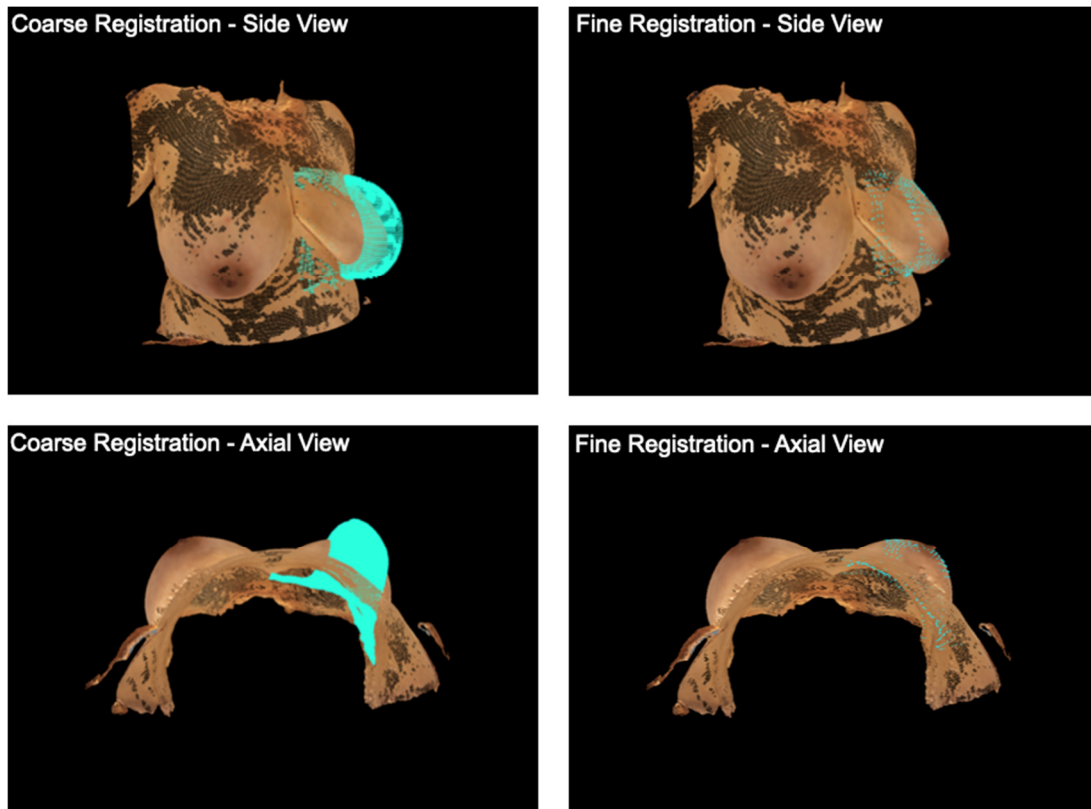 Coarse Registration - Side View
Fine Registration - Side View
Coarse Registration - Axial View
Fine Registration - Axial View